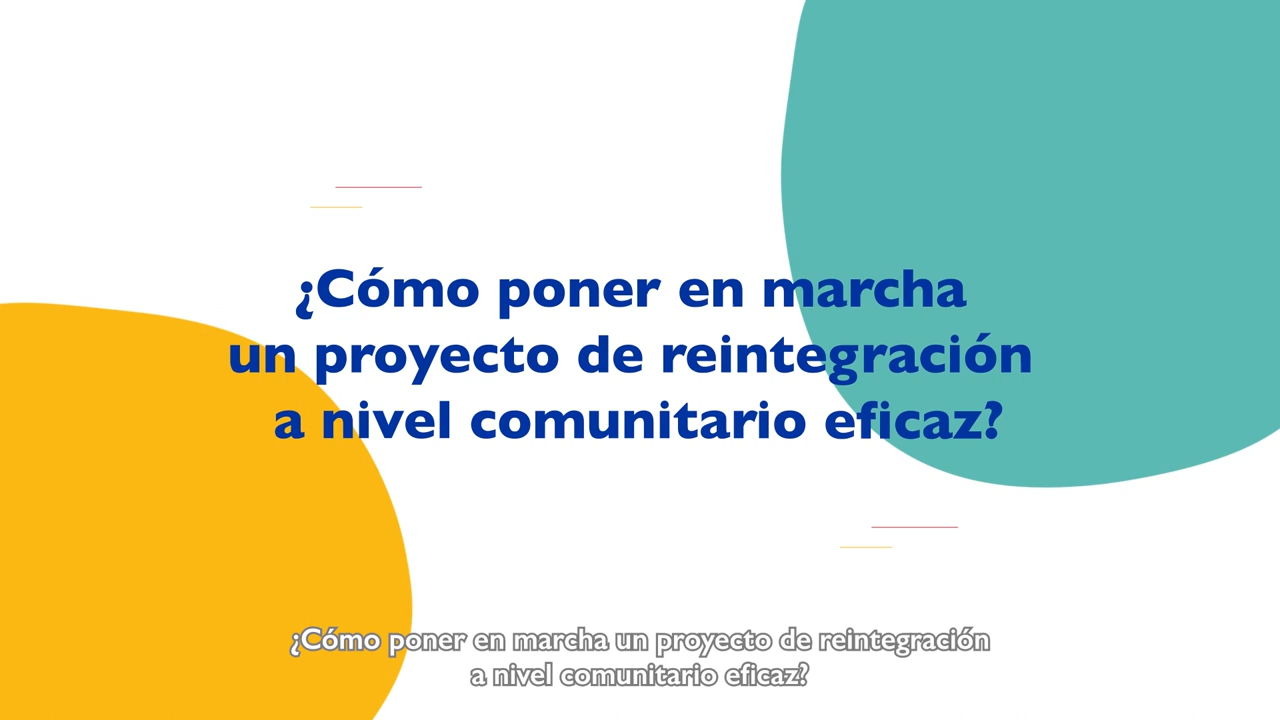 ¿Cómo poner en marcha
un proyecto de reintegración
a nivel comunitario eficaz?
¿Cómo poner en marcha un proyecto de reintegración
a nivel comunitario eficaz?